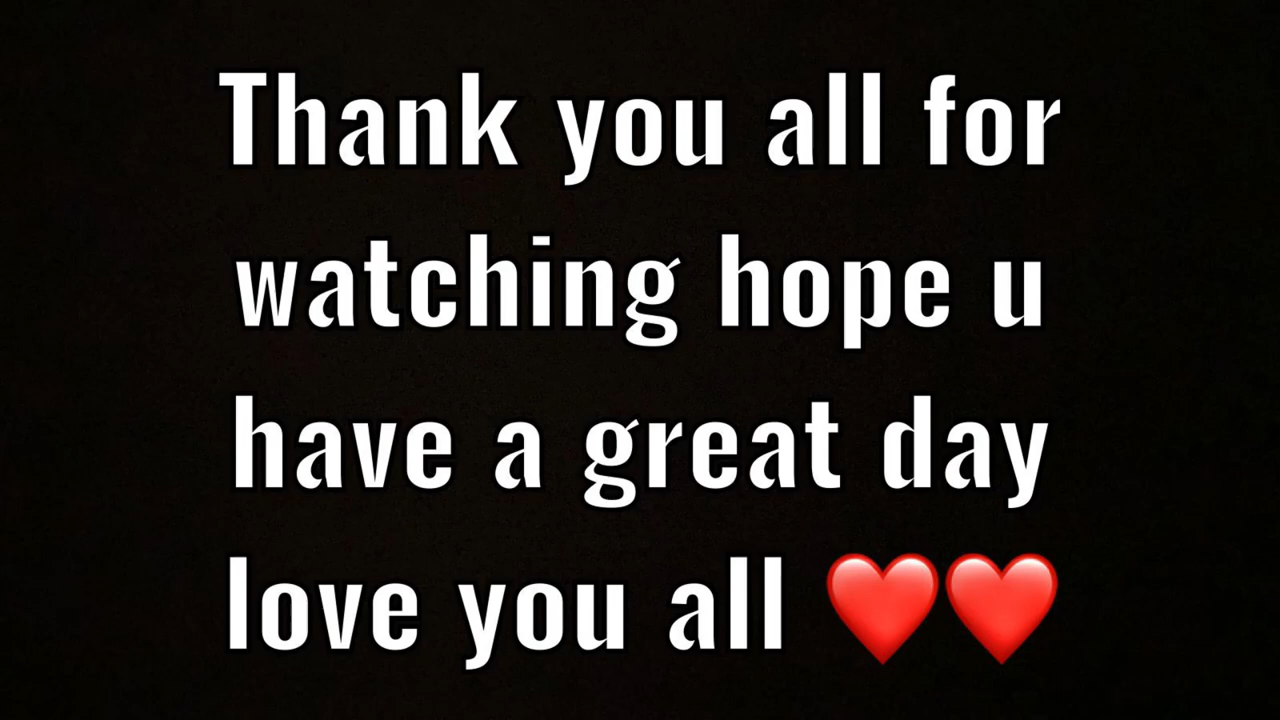 Thank you all for
watching hope u
have a great day
love you all ❤️❤️